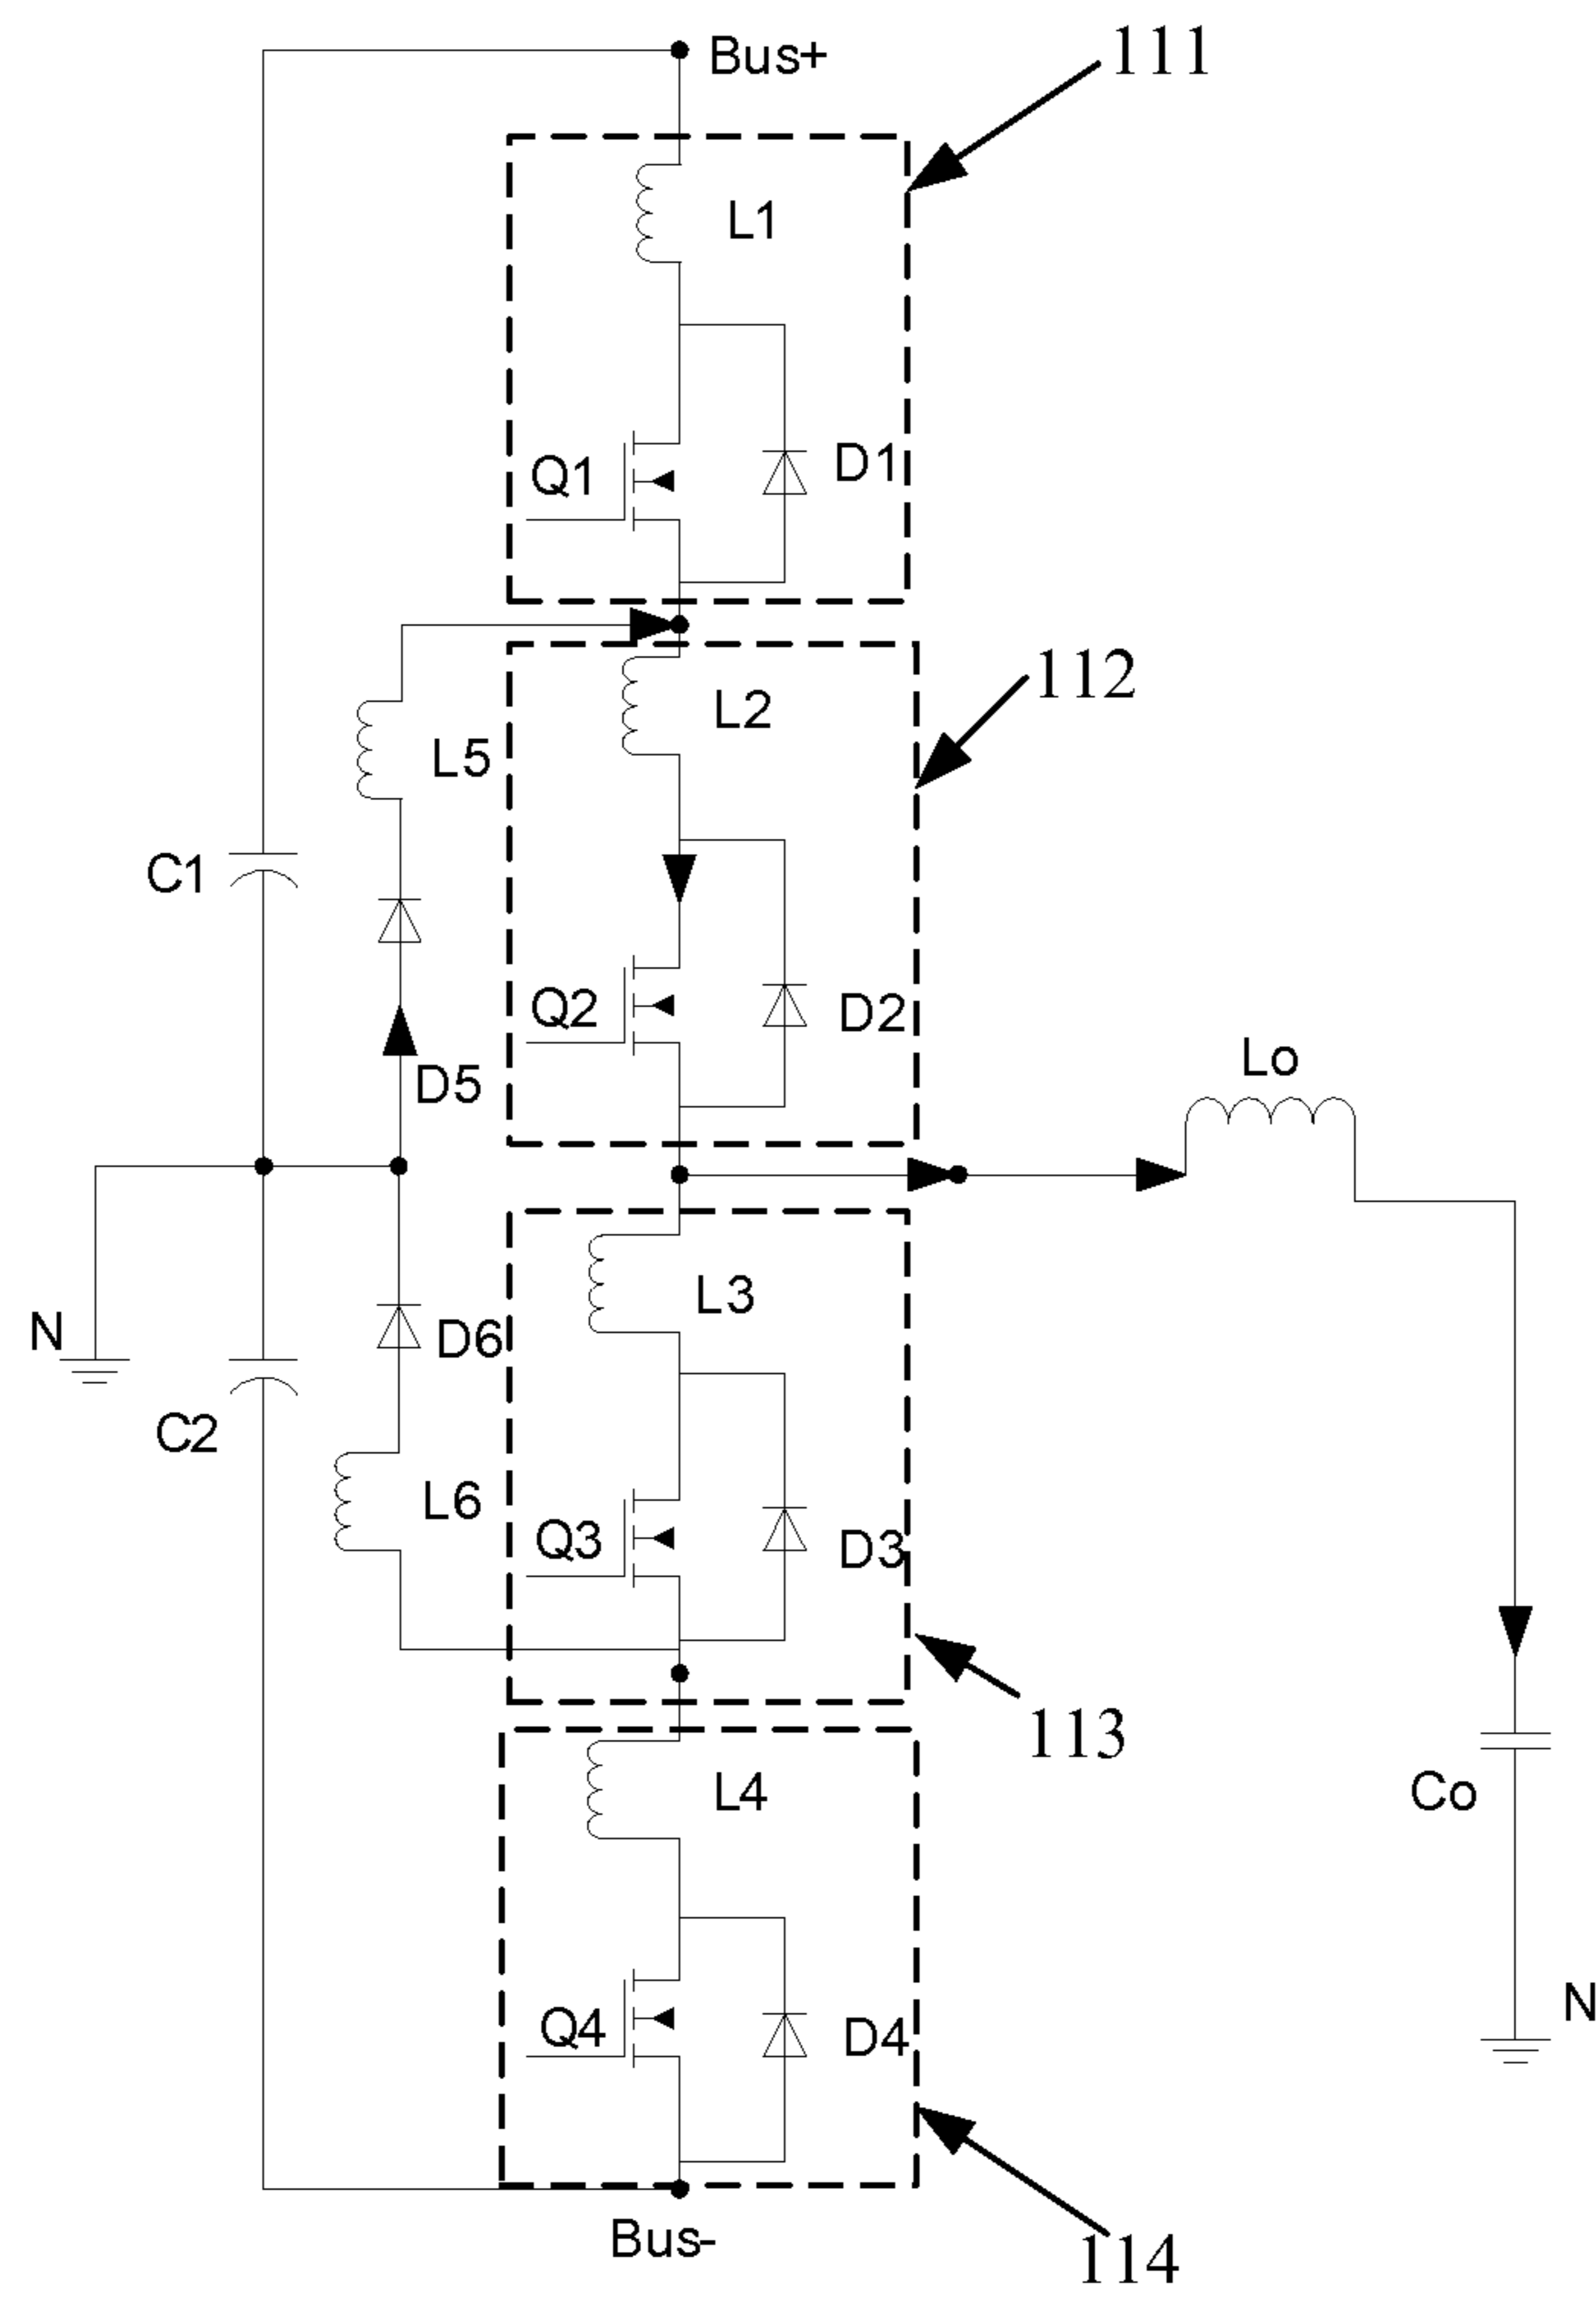 Bus+
111
L1
Q1
D1
112
L2
L5
C1
Q2
D2
D5
Lo
L3
N
D6
C2
L6
Q3
D3
113
L4
Co
N
Q4
D4
Bus-
114